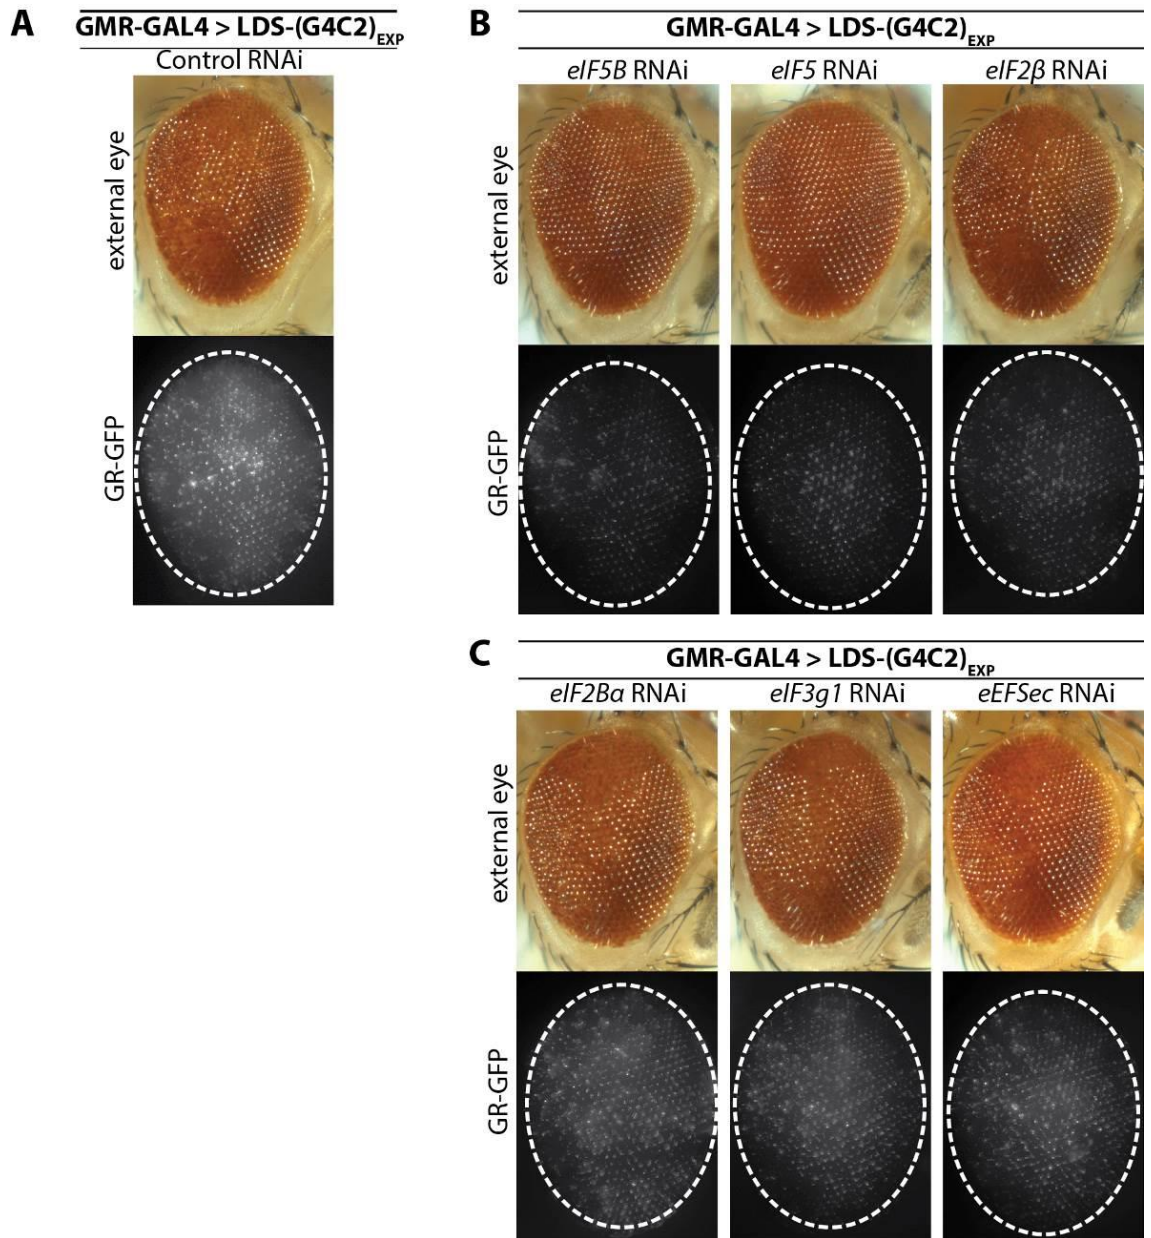 A
GMR-GAL4 > LDS-(G4C2)EXP
Control RNAi
external eye
GR-GFP
B
GMR-GAL4 > LDS-(G4C2)EXP
eIF5B RNAi eIF5 RNAi eIF2β RNAi
external eye
GR-GFP
C
GMR-GAL4 > LDS-(G4C2)EXP
eIF2Bα RNAi eIF3g1 RNAi eEFSec RNAi
external eye
GR-GFP